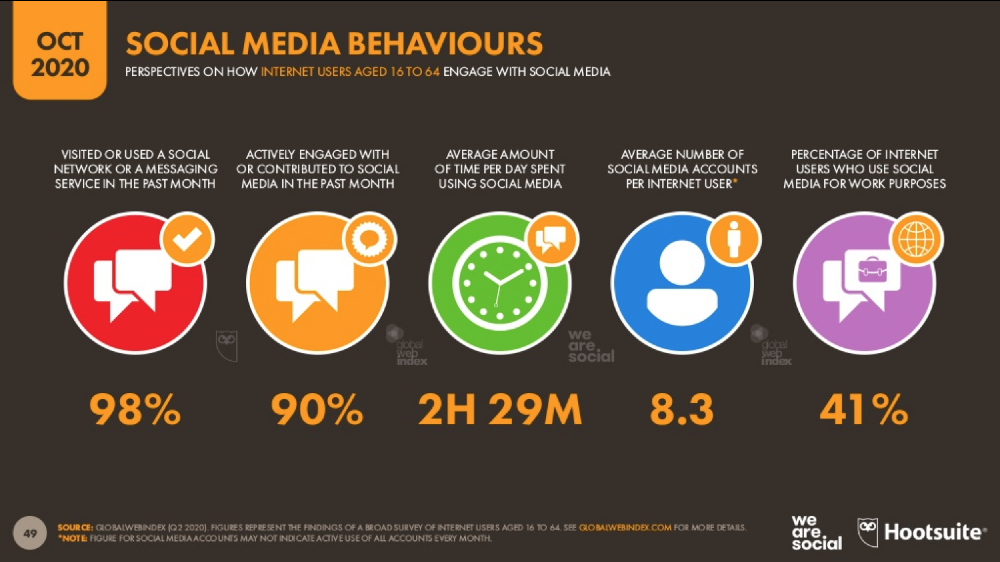 OCT
2020
SOCIAL MEDIA BEHAVIOURS
PERSPECTIVES ON HOW INTERNET USERS AGED 16 TO 64 ENGAGE WITH SOCIAL MEDIA
VISITED OR USED A SOCIAL
NETWORK OR A MESSAGING
SERVICE IN THE PAST MONTH
98%
ACTIVELY ENGAGED WITH
OR CONTRIBUTED TO SOCIAL
MEDIA IN THE PAST MONTH
90%
AVERAGE AMOUNT
OF TIME PER DAY SPENT
USING SOCIAL MEDIA
2H 29M
AVERAGE NUMBER OF
SOCIAL MEDIA ACCOUNTS
PER INTERNET USER*
8.3
PERCENTAGE OF INTERNET
USERS WHO USE SOCIAL
MEDIA FOR WORK PURPOSES
41%
global
web
index
we
are.
social
global
web
index
49
SOURCE: GLOBALWEBINDEX (Q2 2020). FIGURES REPRESENT THE FINDINGS OF A BROAD SURVEY OF INTERNET USERS AGED 16 TO 64. SEE GLOBALWEBINDEX.COM FOR MORE DETAILS.
*NOTE: FIGURE FOR SOCIAL MEDIA ACCOUNTS MAY NOT INDICATE ACTIVE USE OF ALL ACCOUNTS EVERY MONTH.
we
are.
social
Hootsuite®